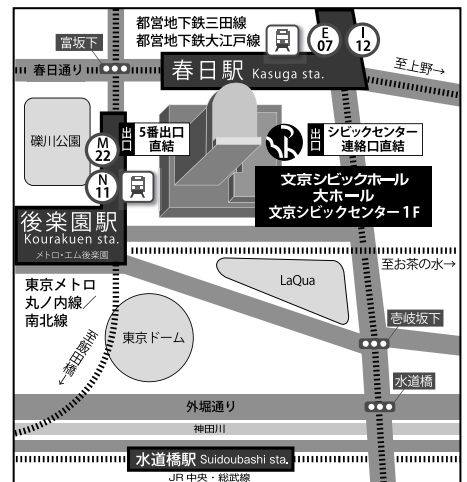 都営地下鉄三田線
都営地下鉄大江戸線
E
07
I
12
富坂下
春日通り
春日駅 Kasuga sta.
至上野→
礫川公園
M
22
N
11
出口
5番出口
直結
出口
シビックセンター
連絡口直結
文京シビックホール
大ホール
文京シビックセンター1F
後楽園駅
Kourakuen sta.
メトロ・エム後楽園
至お茶の水→
東京メトロ
丸ノ内線／
南北線
LaQua
壱岐坂下
東京ドーム
至飯田橋→
水道橋
外堀通り
神田川
水道橋駅 Suidoubashi sta.
JR中央・総武線